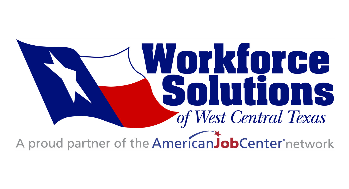 Workforce
Solutions
of West Central Texas
A proud partner of the AmericanJobCenter network